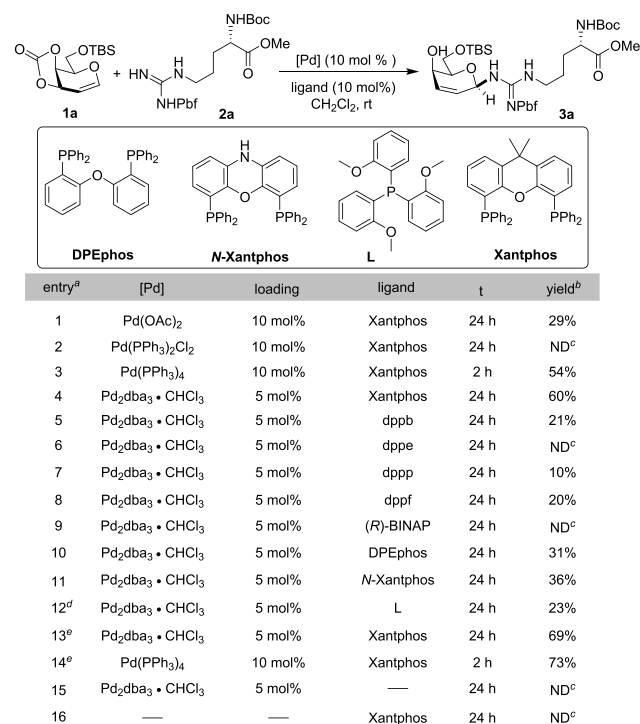 OTBS
O
O
O
O
1a
+
NHBoc
OMe
O
H
N
HN
NHPbf
2a
[Pd] (10 mol % )
ligand (10 mol%)
CH2Cl2, rt
OTBS
OH
O
H
N
H
N
H
NPbf
NHBoc
OMe
O
3a
PPh2 PPh2
O
DPEphos
H
N
O
PPh2 PPh2
N-Xantphos
O
O
P
O
L
O
PPh2 PPh2
Xantphos
entrya [Pd] loading ligand t yieldb
1 Pd(OAc)2 10 mol% Xantphos 24 h 29%
2 Pd(PPh3)2Cl2 10 mol% Xantphos 24 h NDc
3 Pd(PPh3)4 10 mol% Xantphos 2 h 54%
4 Pd2dba3 • CHCl3 5 mol% Xantphos 24 h 60%
5 Pd2dba3 • CHCl3 5 mol% dppb 24 h 21%
6 Pd2dba3 • CHCl3 5 mol% dppe 24 h NDc
7 Pd2dba3 • CHCl3 5 mol% dppp 24 h 10%
8 Pd2dba3 • CHCl3 5 mol% dppf 24 h 20%
9 Pd2dba3 • CHCl3 5 mol% (R)-BINAP 24 h NDc
10 Pd2dba3 • CHCl3 5 mol% DPEphos 24 h 31%
11 Pd2dba3 • CHCl3 5 mol% N-Xantphos 24 h 36%
12d Pd2dba3 • CHCl3 5 mol% L 24 h 23%
13e Pd2dba3 • CHCl3 5 mol% Xantphos 24 h 69%
14e Pd(PPh3)4 10 mol% Xantphos 2 h 73%
15 Pd2dba3 • CHCl3 5 mol% — 24 h NDc
16 — — Xantphos 24 h NDc